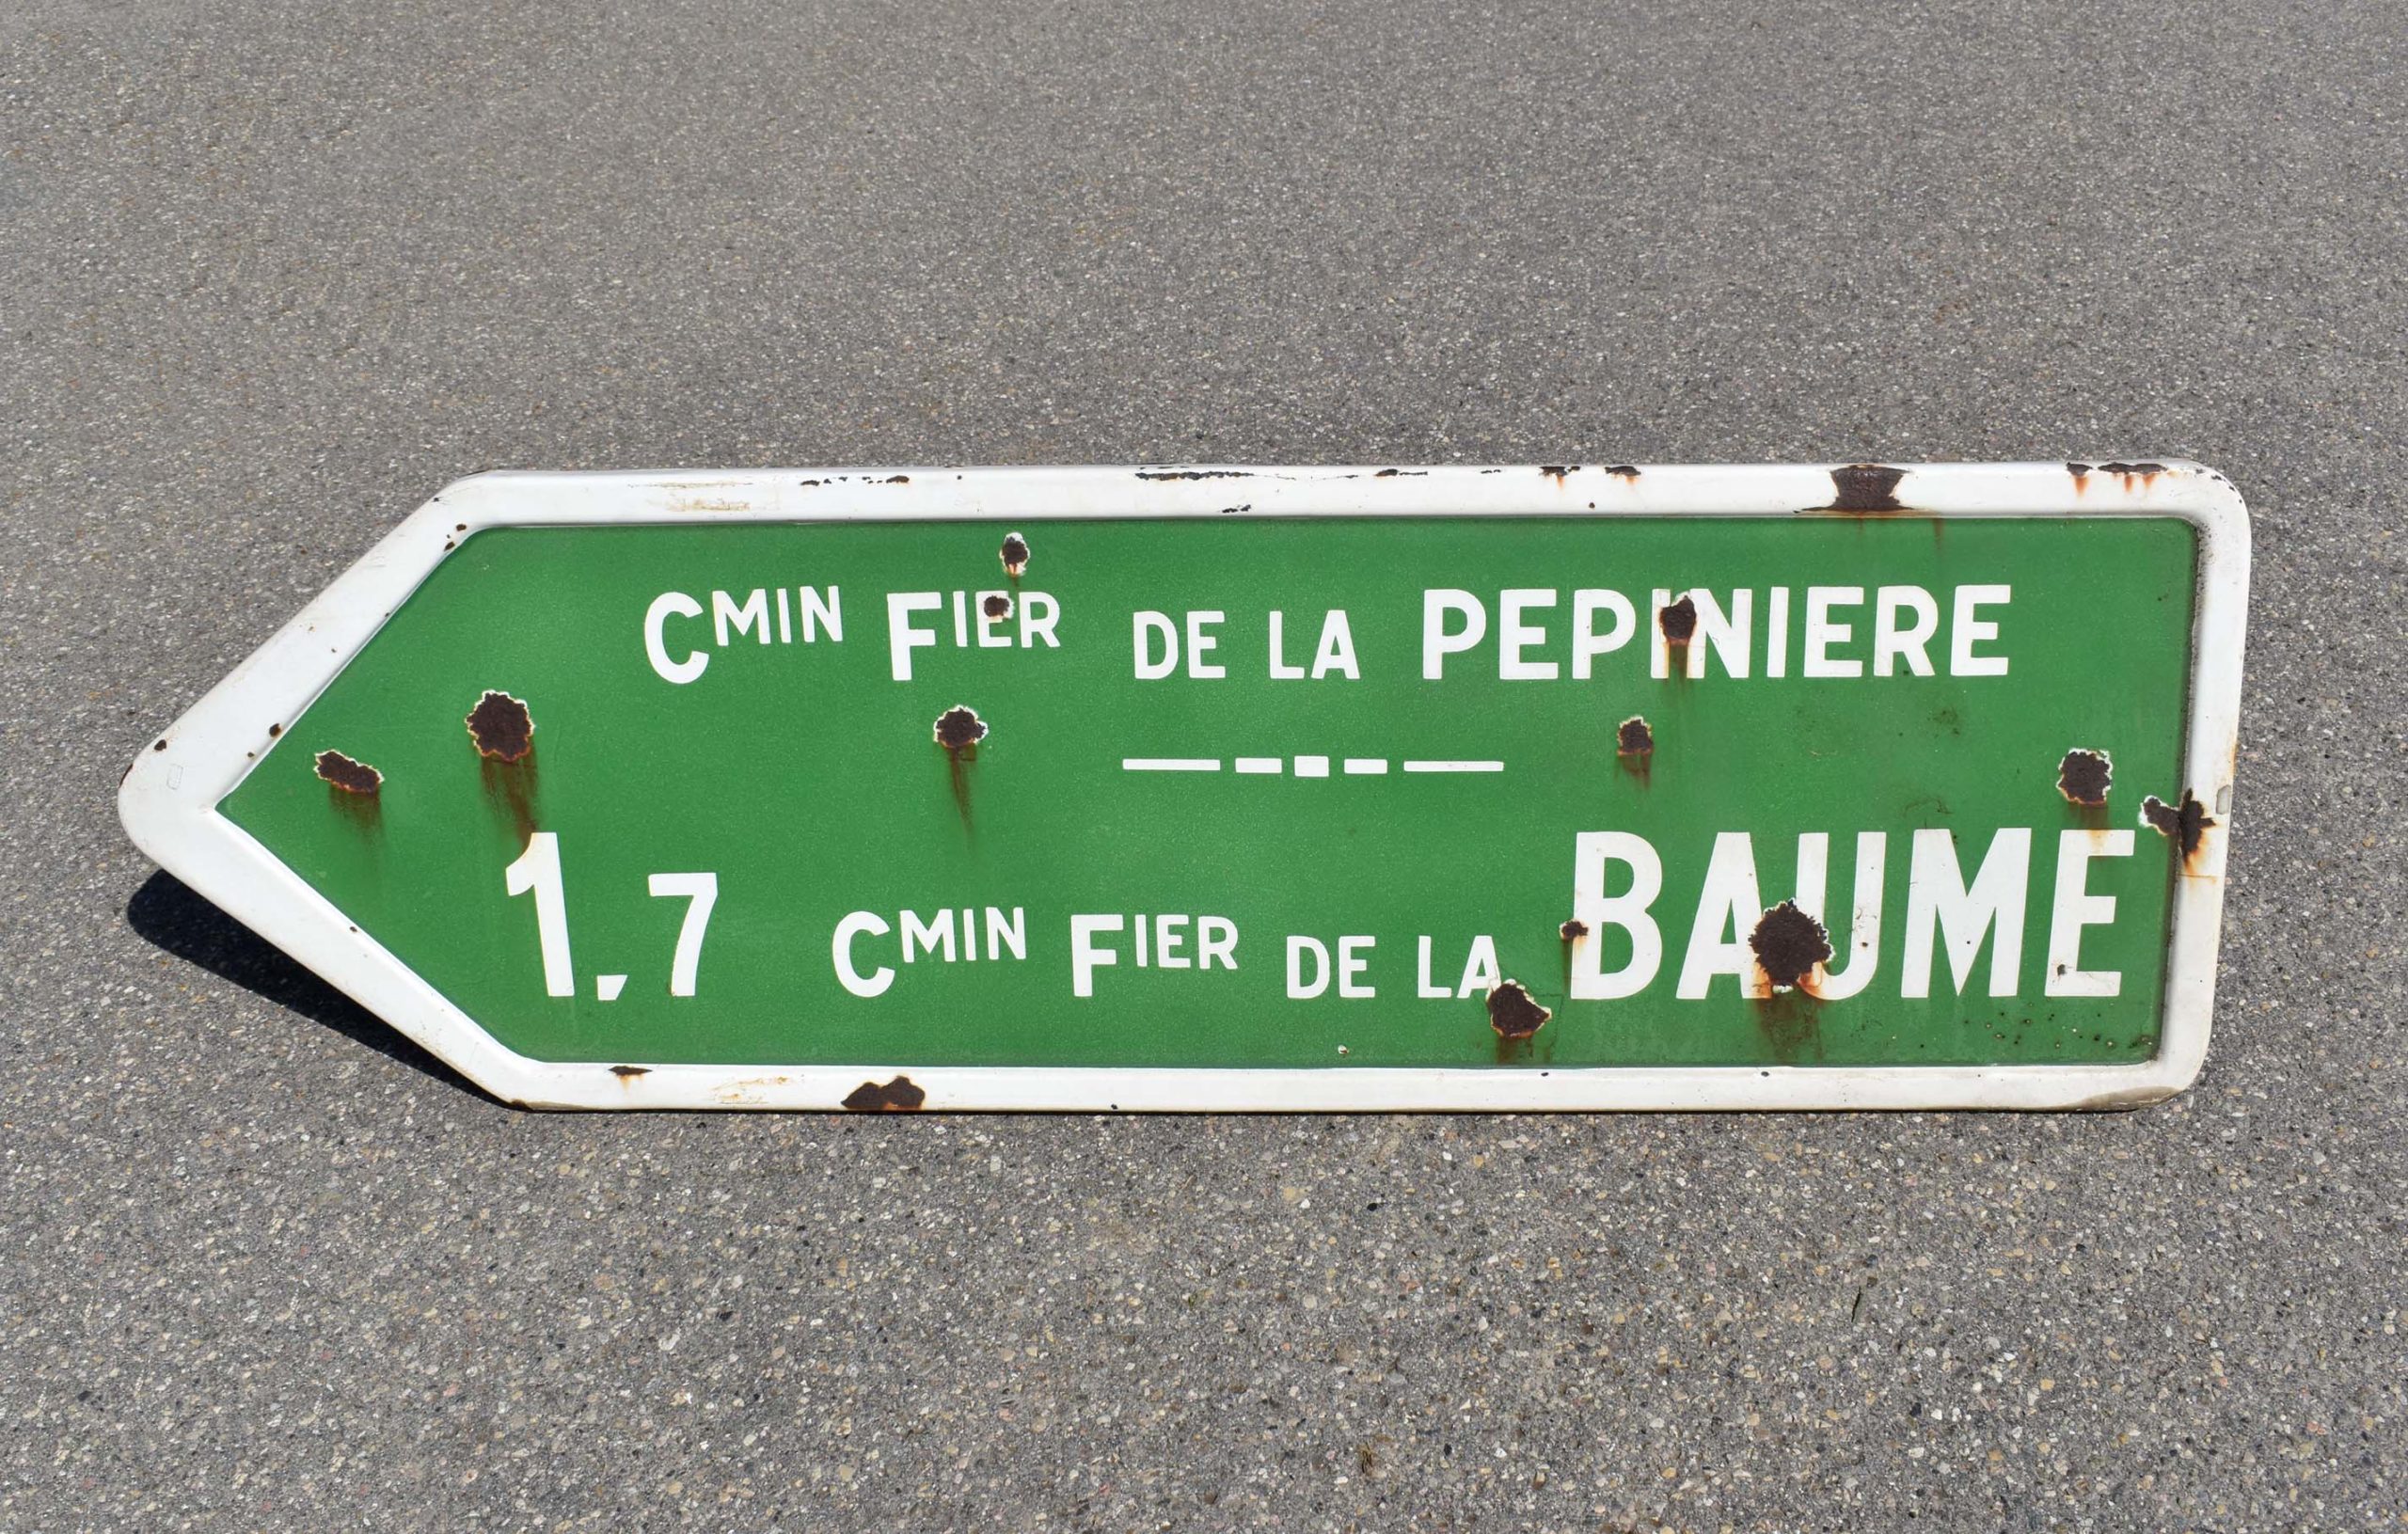 CMIN FIER DE LA PEPINIERE
1,7 CMIN FIER DE LA BAUME